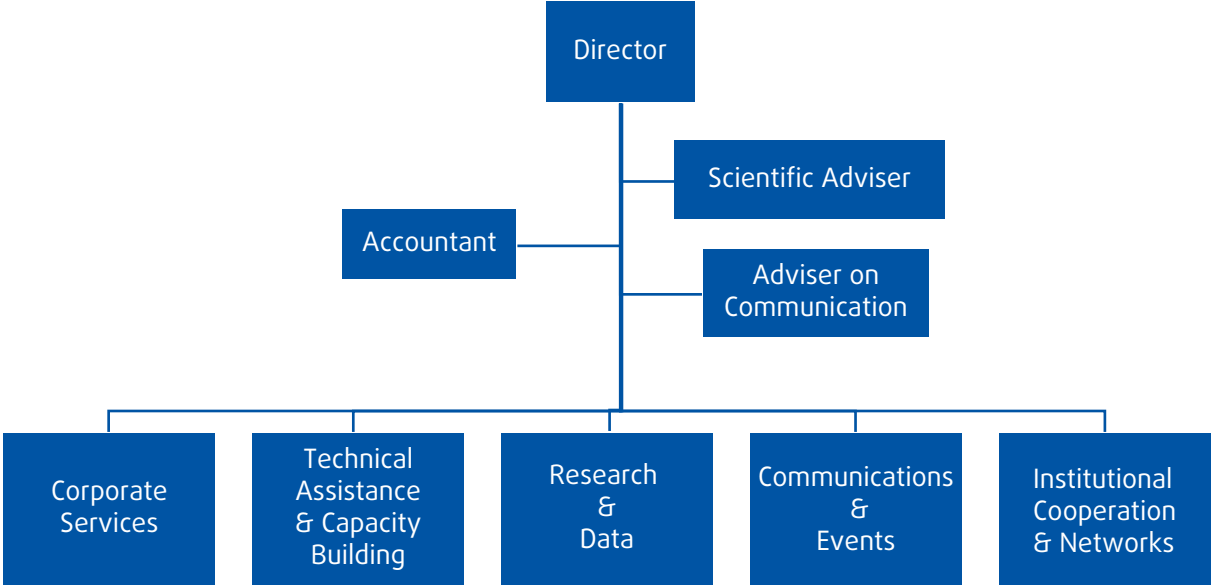 Director
Scientific Adviser
Accountant
Adviser on
Communication
Corporate
Services
Technical
Assistance
& Capacity
Building
Research
&
Data
Communications
&
Events
Institutional
Cooperation
& Networks